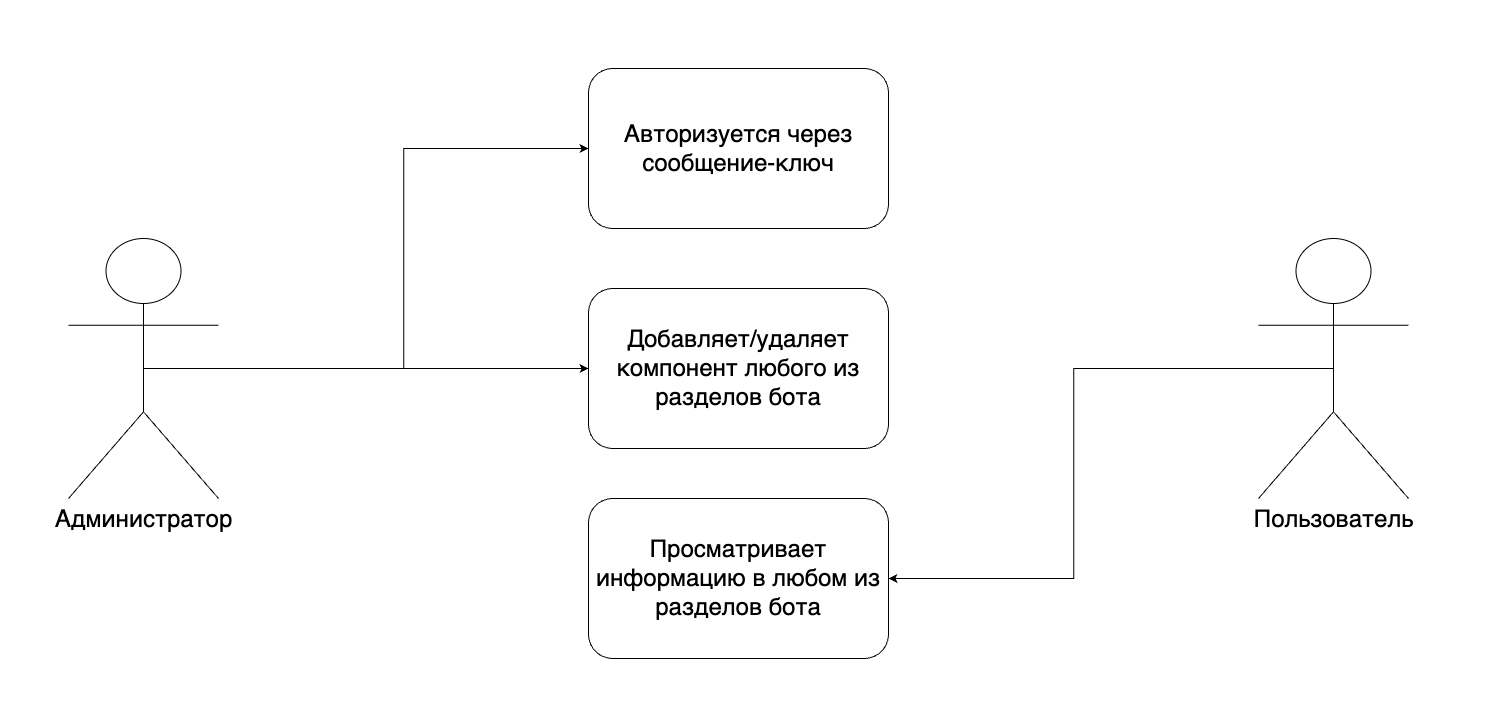 Авторизуется через
сообщение-ключ
Добавляет/удаляет
компонент любого из
разделов бота
Администратор
Пользователь
Просматривает
информацию в любом из
разделов бота